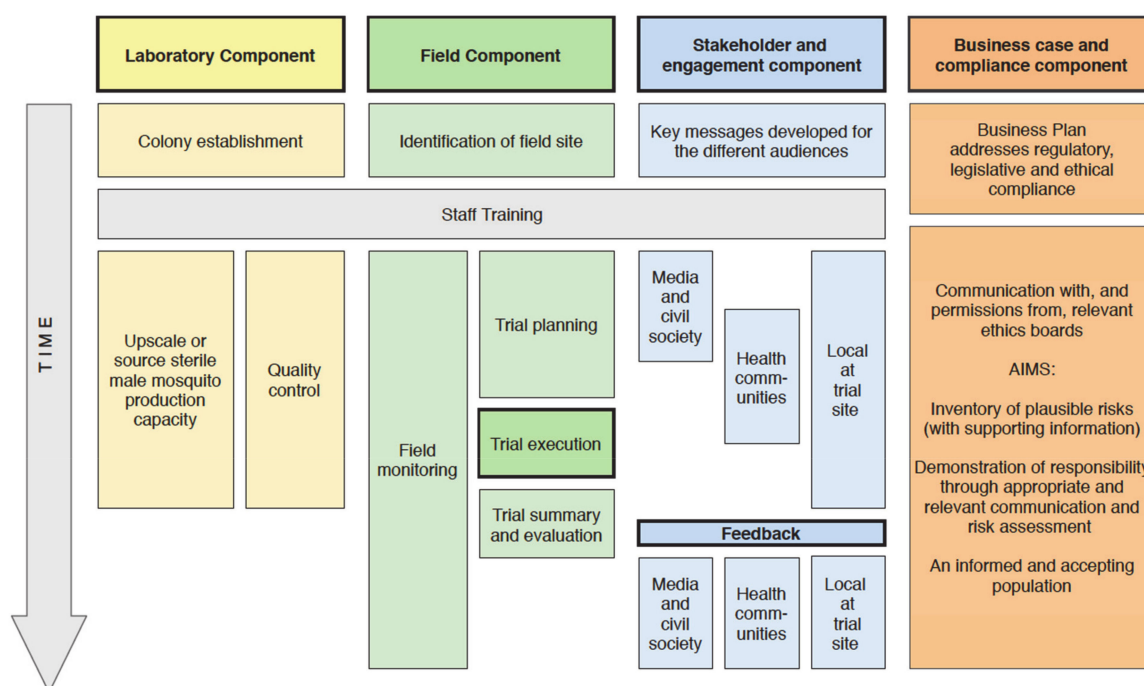 Laboratory Component
Field Component
Stakeholder and
engagement component
Business case and
compliance component
TIME
Colony establishment
Identification of field site
Key messages developed for
the different audiences
Business Plan
addresses regulatory,
legislative and ethical
compliance
Staff Training
Upscale or
source sterile
male mosquito
production
capacity
Quality
control
Field
monitoring
Trial planning
Trial execution
Trial summary
and evaluation
Media
and
civil
society
Health
comm-
unities
Local
at
trial
site
Feedback
Media
and
civil
society
Health
comm-
unities
Local
at
trial
site
Communication with, and
permissions from, relevant
ethics boards
AIMS:
Inventory of plausible risks
(with supporting information)
Demonstration of responsibility
through appropriate and
relevant communication and
risk assessment
An informed and accepting
population